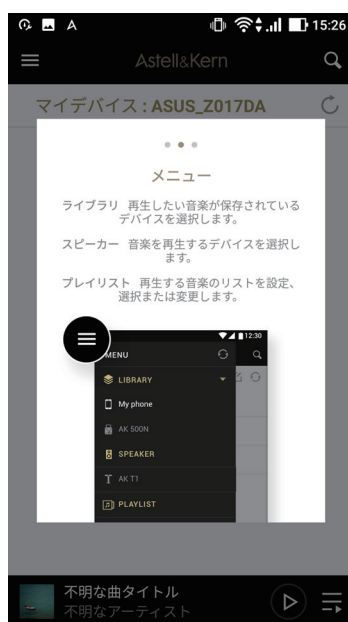 A
15:26
Astell&Kern
マイデバイス : ASUS_Z017DA
メニュー
ライブラリ 再生したい音楽が保存されている
デバイスを選択します。
スピーカー 音楽を再生するデバイスを選択し
ます。
プレイリスト 再生する音楽のリストを設定、
選択または変更します。
12:30
MENU
LIBRARY
My phone
AK 500N
SPEAKER
AK T1
PLAYLIST
不明な曲タイトル
不明なアーティスト